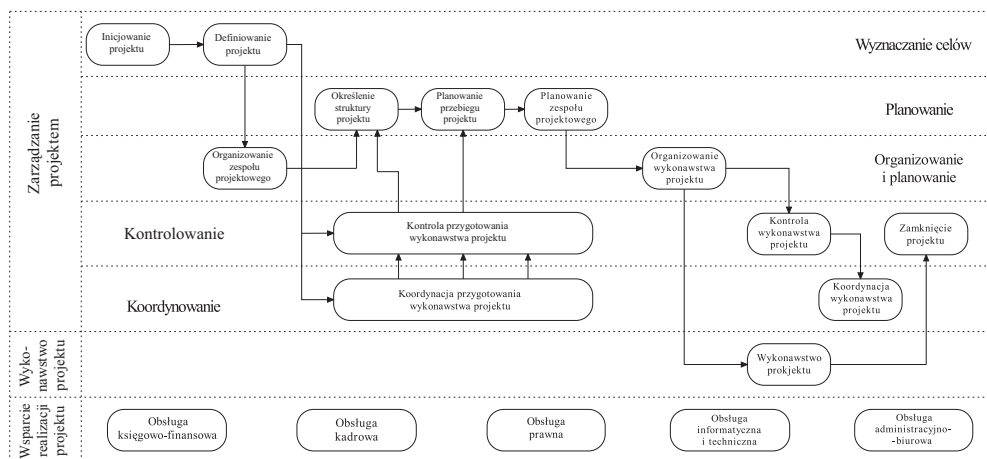 Zarządzanie
projektem
Inicjowanie
projektu
Definiowanie
projektu
Wyznaczanie celów
Określenie
struktury
projektu
Planowanie
przebiegu
projektu
Planowanie
zespołu
projektowego
Planowanie
Organizowanie
zespołu
projektowego
Organizowanie
wykonawstwa
projektu
Organizowanie
i planowanie
Kontrolowanie
Kontrola przygotowania
wykonawstwa projektu
Kontrola
wykonawstwa
projektu
Zamknięcie
projektu
Koordynowanie
Koordynacja przygotowania
wykonawstwa projektu
Koordynacja
wykonawstwa
projektu
Wyko-
nawstwo
projektu
Wykonawstwo
prokjektu
Wsparcie
realizacji
projektu
Obsługa
księgowo-finansowa
Obsługa
kadrowa
Obsługa
prawna
Obsługa
informatyczna
i techniczna
Obsługa
administracyjno-
-biurowa